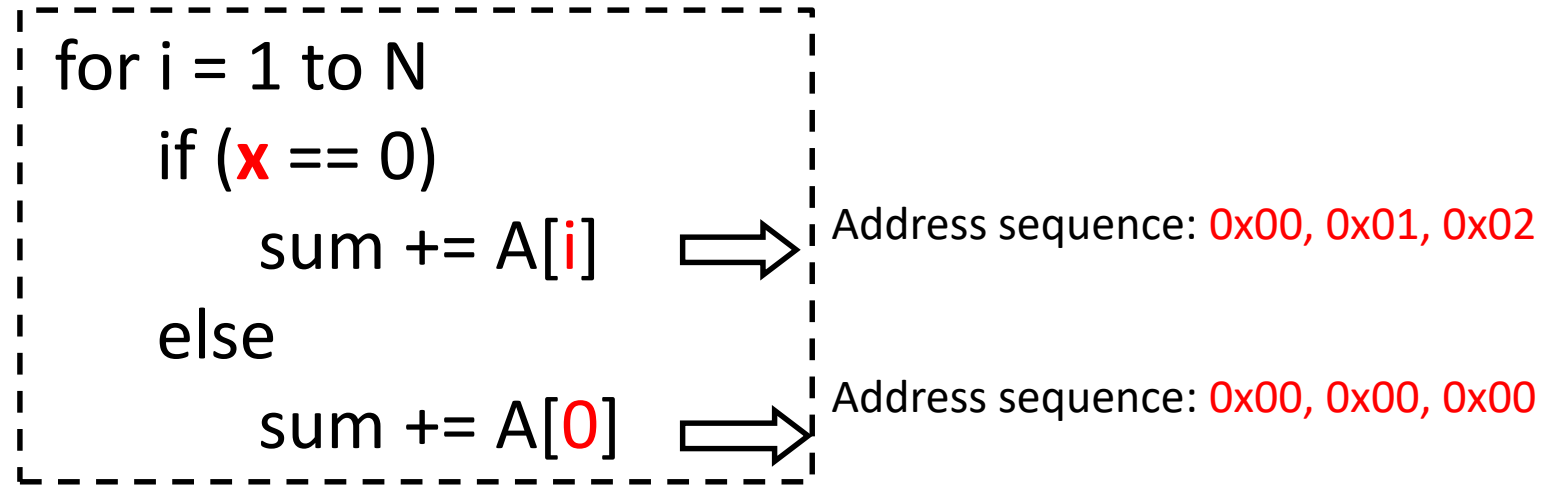 for i = 1 to N
if (x == 0)
sum += A[i]
Address sequence: 0x00, 0x01, 0x02
else
sum += A[0]
Address sequence: 0x00, 0x00, 0x00